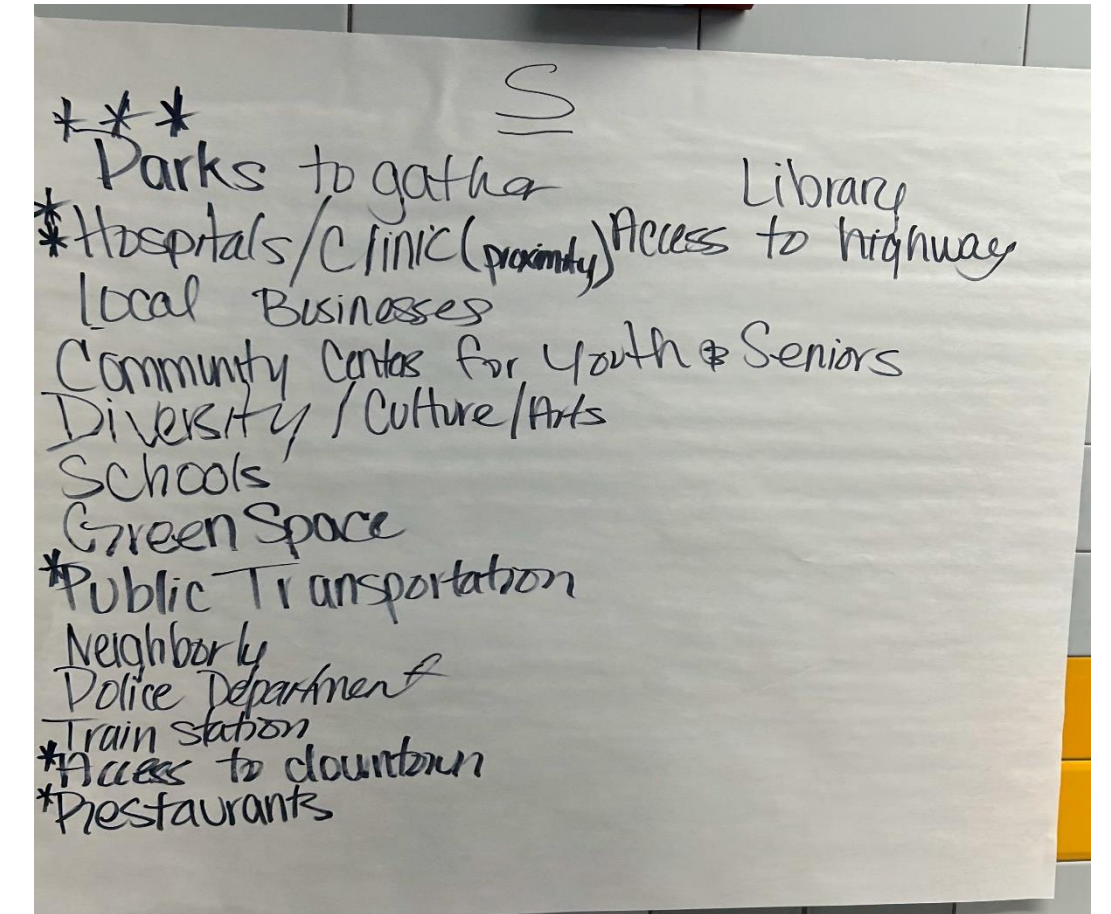 S
***
Parks to gather
Library
** Hospitals/Clinic (proximity)
Access to highway
Local Businesses
Community Centers for Youth & Seniors
Diversity / Culture/Arts
Schools
Green Space
*Public Transportation
Neighborly
Police Department
Train station
*Access to downtown
*Restaurants